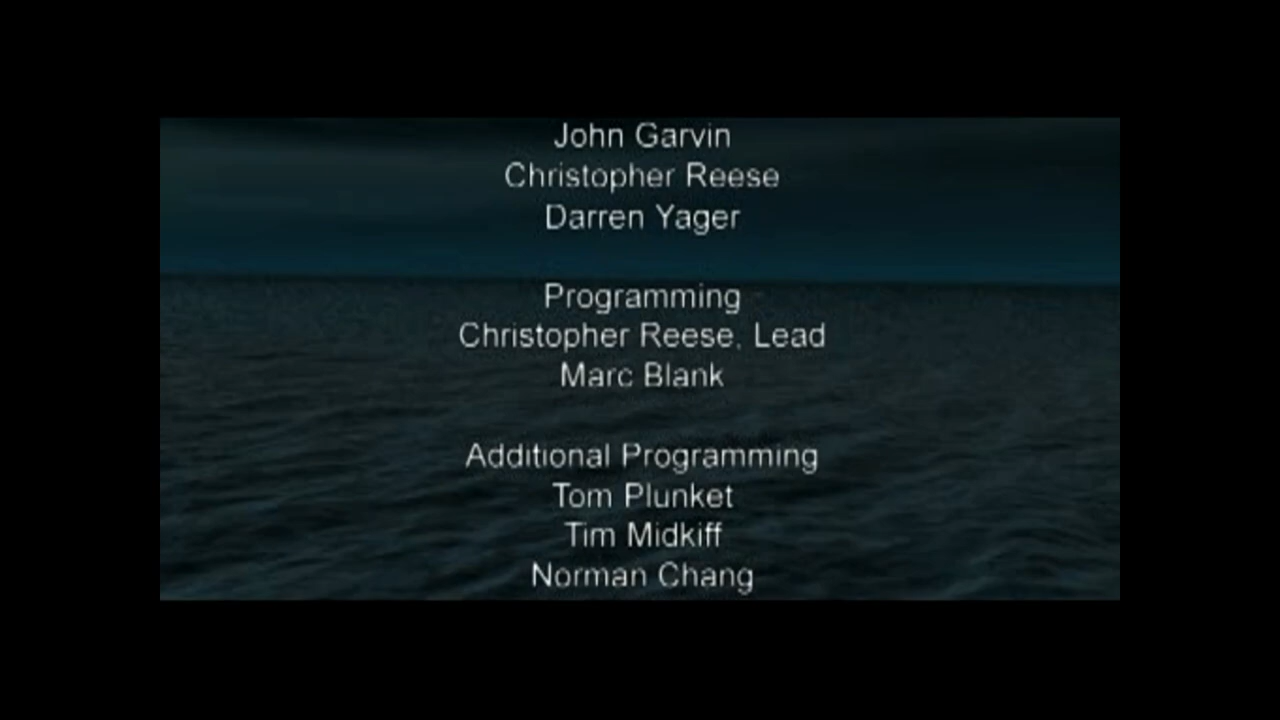 John Garvin
Christopher Reese
Darren Yager
Programming
Christopher Reese, Lead
Marc Blank
Additional Programming
Tom Plunket
Tim Midkiff
Norman Chang